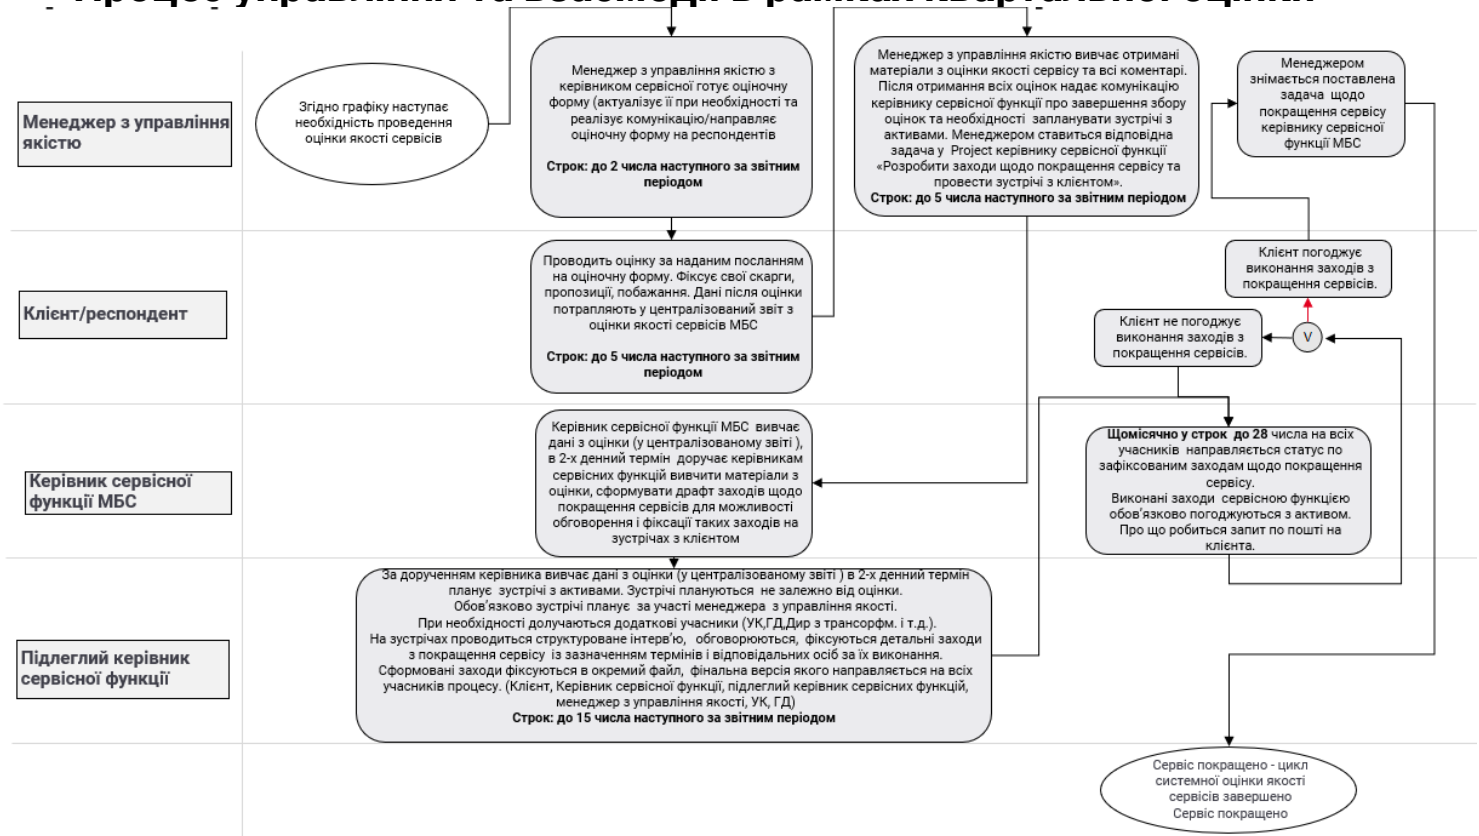 Процес управління та взаємодії в рамках квартальної оцінки
Менеджер з управління
якістю
Згідно графіку наступає
необхідність проведення
оцінки якості сервісів
Менеджер з управління якістю з
керівником сервісної готує оціночну
форму (актуалізує її при необхідності та
реалізує комунікацію/направляє
оціночну форму на респондентів
Строк: до 2 числа наступного за звітним
періодом
Менеджер з управління якістю вивчає отримані
матеріали з оцінки якості сервісу та всі коментарі.
Після отримання всіх оцінок надає комунікацію
керівнику сервісної функції про завершення збору
оцінок та необхідності запланувати зустрічі з
активами. Менеджером ставиться відповідна
задача у Project керівнику сервісної функції
«Розробити заходи щодо покращення сервісу та
провести зустрічі з клієнтом».
Строк: до 5 числа наступного за звітним періодом
Менеджером
знімається поставлена
задача щодо
покращення сервісу
керівнику сервісної
функції МБС
Клієнт/респондент
Проводить оцінку за наданим посланням
на оціночну форму. Фіксує свої скарги,
пропозиції, побажання. Дані після оцінки
потрапляють у централізований звіт з
оцінки якості сервісів МБС
Строк: до 5 числа наступного за звітним
періодом
Клієнт погоджує
виконання заходів з
покращення сервісів.
Клієнт не погоджує
виконання заходів з
покращення сервісів.
V
Керівник сервісної
функції МБС
Керівник сервісної функції МБС вивчає
дані з оцінки (у централізованому звіті ),
в 2-х денний термін доручає керівникам
сервісних функцій вивчити матеріали з
оцінки, сформувати драфт заходів щодо
покращення сервісів для можливості
обговорення і фіксації таких заходів на
зустрічах з клієнтом
Щомісячно у строк до 28 числа на всіх
учасників направляється статус по
зафіксованим заходам щодо покращення
сервісу.
Виконані заходи сервісною функцією
обов'язково погоджуються з активом.
Про що робиться запит по пошті на
клієнта.
Підлеглий керівник
сервісної функції
За дорученням керівника вивчає дані з оцінки (у централізованому звіті ) в 2-х денний термін
планує зустрічі з активами. Зустрічі плануються не залежно від оцінки.
Обов'язково зустрічі планує за участі менеджера з управління якості.
При необхідності долучаються додаткові учасники (УК,ГД,Дир з трансорфм. і т.д.).
На зустрічах проводиться структуроване інтерв'ю, обговорюються, фіксуються детальні заходи
з покращення сервісу із зазначенням термінів і відповідальних осіб за їх виконання.
Сформовані заходи фіксуються в окремий файл, фінальна версія якого направляється на всіх
учасників процесу. (Клієнт, Керівник сервісної функції, підлеглий керівник сервісних функцій,
менеджер з управління якості, УК, ГД)
Строк: до 15 числа наступного за звітним періодом
Сервіс покращено - цикл
системної оцінки якості
сервісів завершено
Сервіс покращено